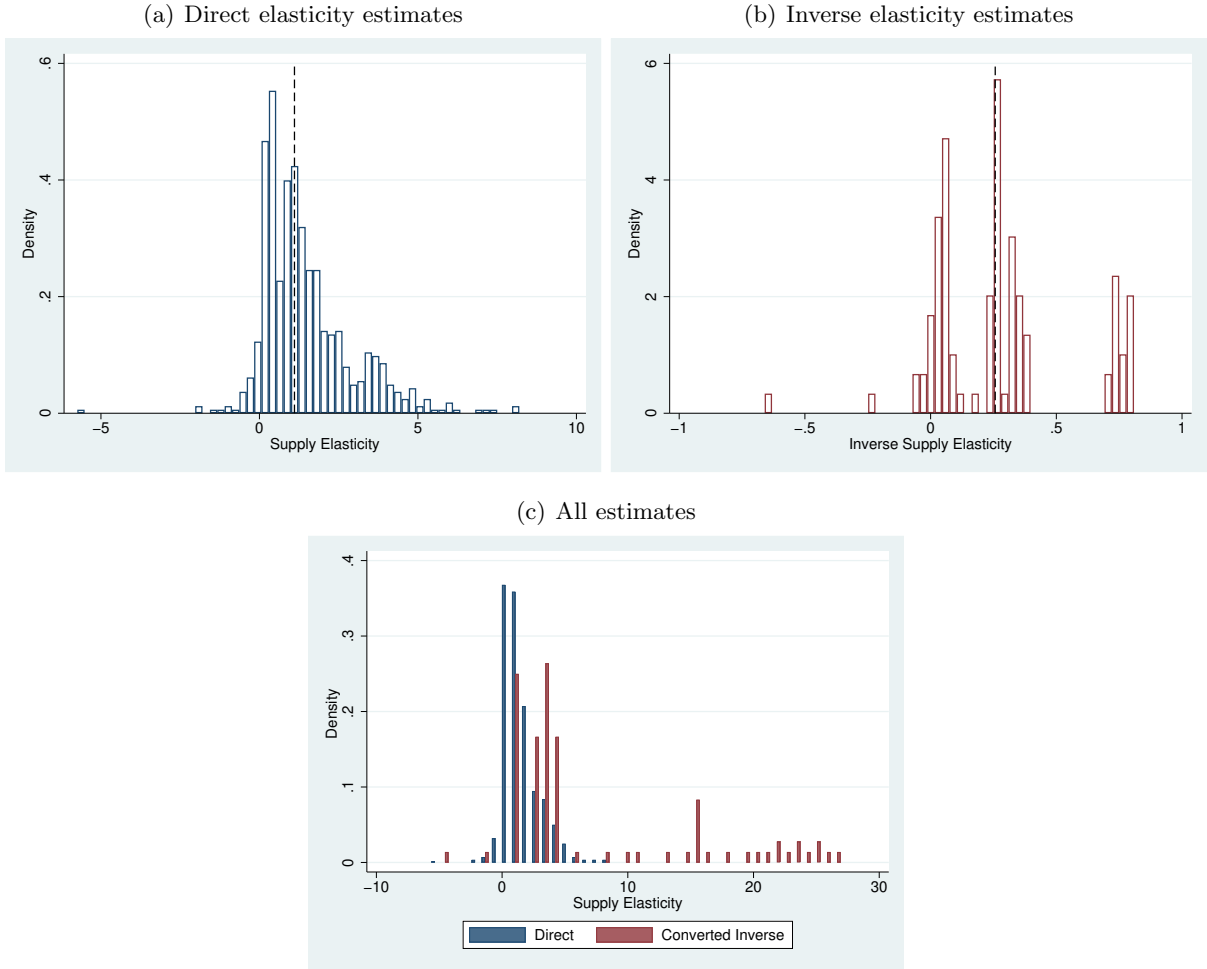 (a) Direct elasticity estimates
.6
.4
.2
0
Density
−5
0
5
10
Supply Elasticity
(b) Inverse elasticity estimates
6
4
2
0
Density
−1
−.5
0
.5
1
Inverse Supply Elasticity
(c) All estimates
.4
.3
.2
.1
0
Density
−10
0
10
20
30
Supply Elasticity
Direct
Converted Inverse